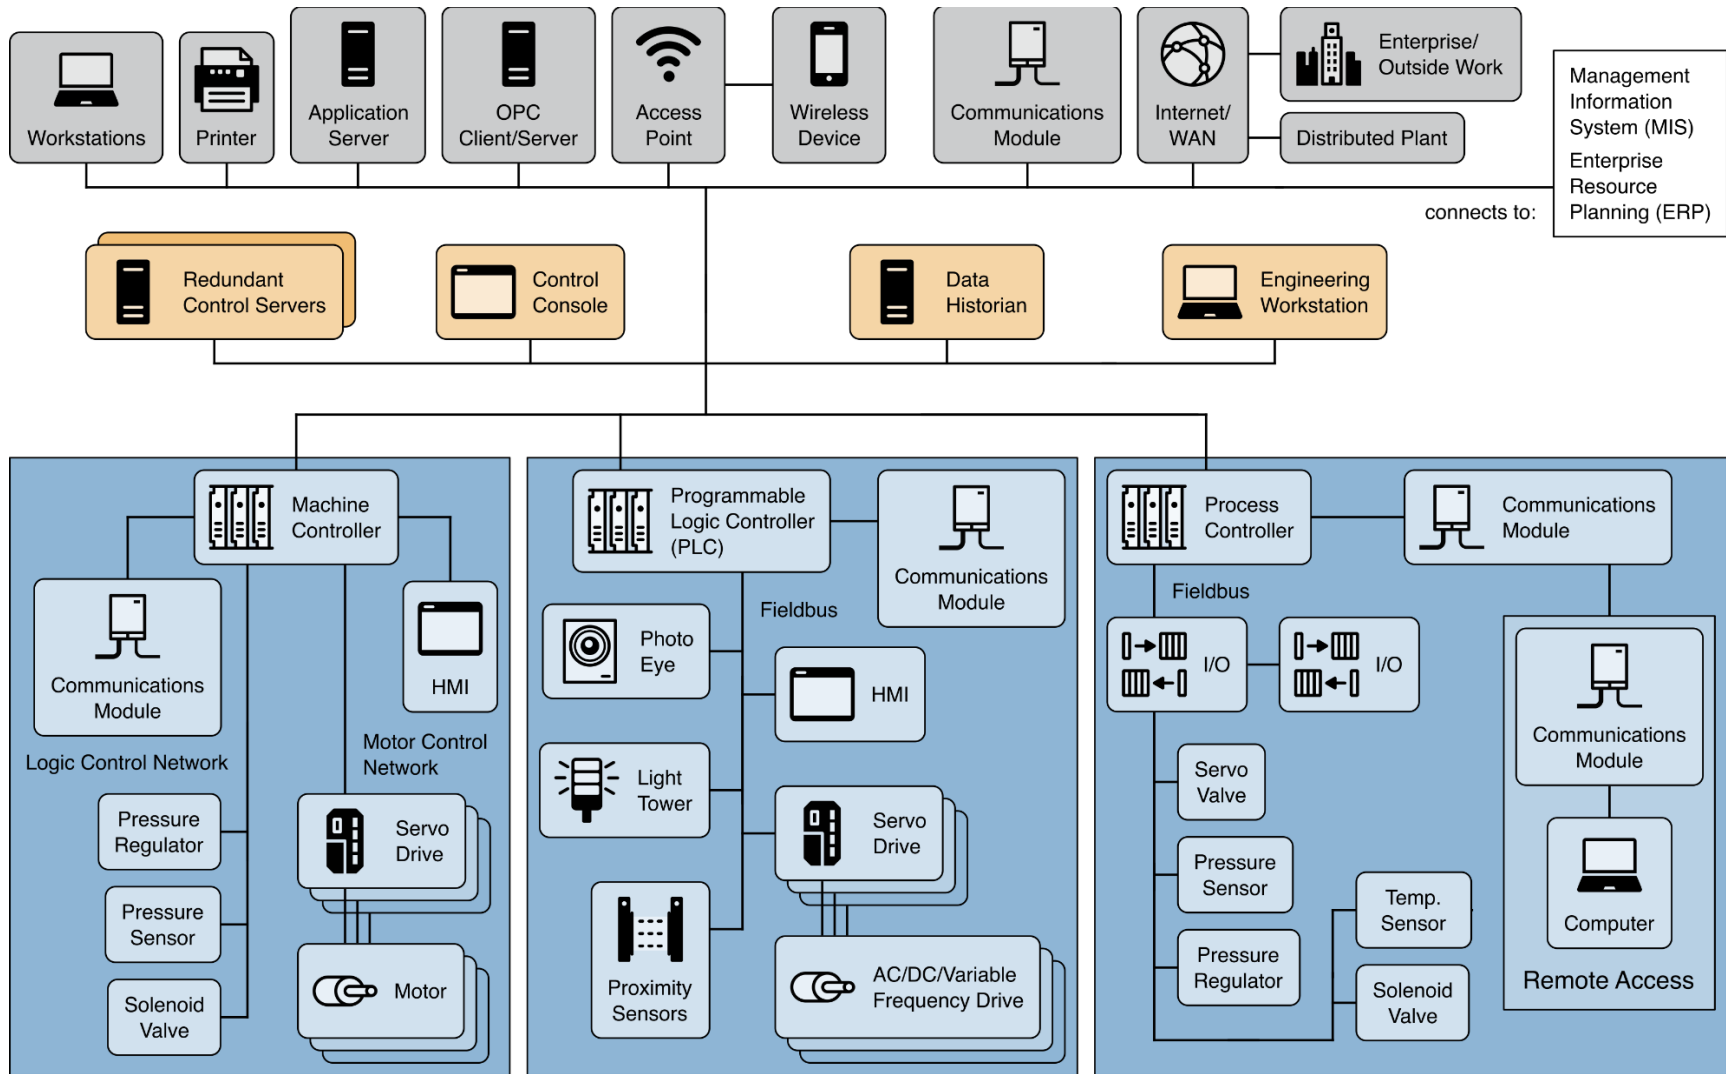 Workstations
Printer
Application
Server
OPC
Client/Server
Access
Point
Wireless
Device
Communications
Module
Internet/
WAN
Enterprise/
Outside Work
Distributed Plant
Management
Information
System (MIS)
Enterprise
Resource
Planning (ERP)
connects to:
Redundant
Control Servers
Control
Console
Data
Historian
Engineering
Workstation
Machine
Controller
Communications
Module
HMI
Logic Control Network
Motor Control
Network
Pressure
Regulator
Pressure
Sensor
Solenoid
Valve
Servo
Drive
Motor
Programmable
Logic Controller
(PLC)
Communications
Module
Fieldbus
Photo
Eye
HMI
Light
Tower
Servo
Drive
Proximity
Sensors
AC/DC/Variable
Frequency Drive
Process
Controller
Communications
Module
Fieldbus
I/O
I/O
Servo
Valve
Pressure
Sensor
Pressure
Regulator
Temp.
Sensor
Solenoid
Valve
Communications
Module
Computer
Remote Access